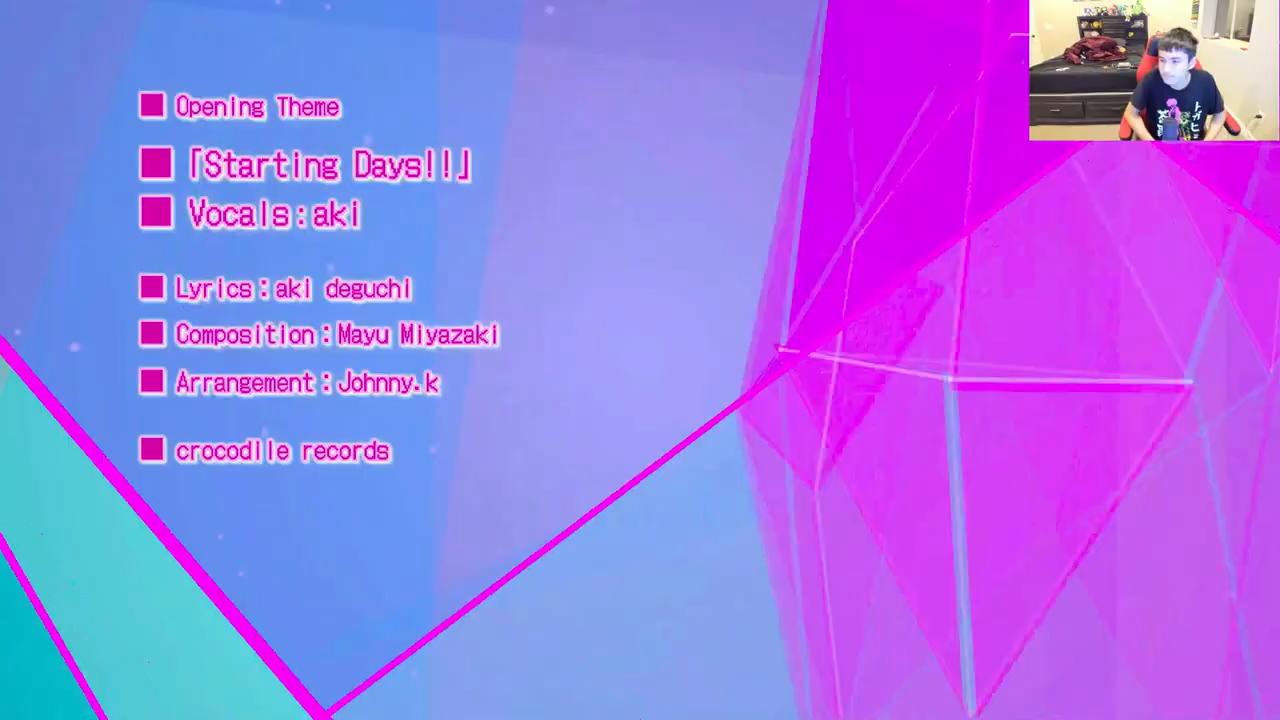 ■ Opening Theme
■ 「Starting Days!!」
■ Vocals：aki
■ Lyrics：aki deguchi
■ Composition：Mayu Miyazaki
■ Arrangement：Johnny.k
■ crocodile records